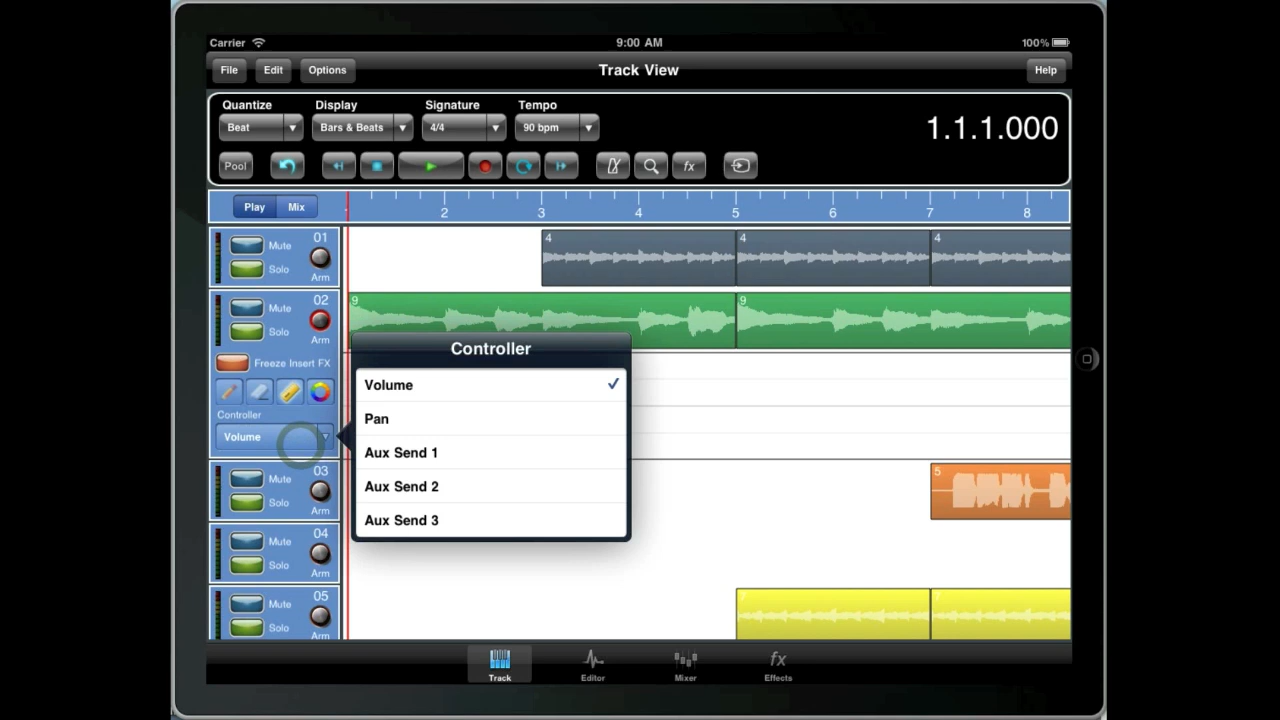 Carrier 9:00 AM 100%
File Edit Options Track View Help
Quantize Display Signature Tempo
Beat Bars & Beats 4/4 90 bpm 1.1.1.000
Pool fx
Play Mix 2 3 4 5 6 7 8
Mute 01 4 4 4
Solo
Arm
Mute 02 9 9
Solo
Arm
Freeze Insert FX
Controller
Volume
Controller
Volume
Pan
Aux Send 1
Aux Send 2
Aux Send 3
Mute 03 5
Solo
Arm
Mute 04
Solo
Arm
Mute 05
Solo
Arm
Track Editor Mixer fx Effects